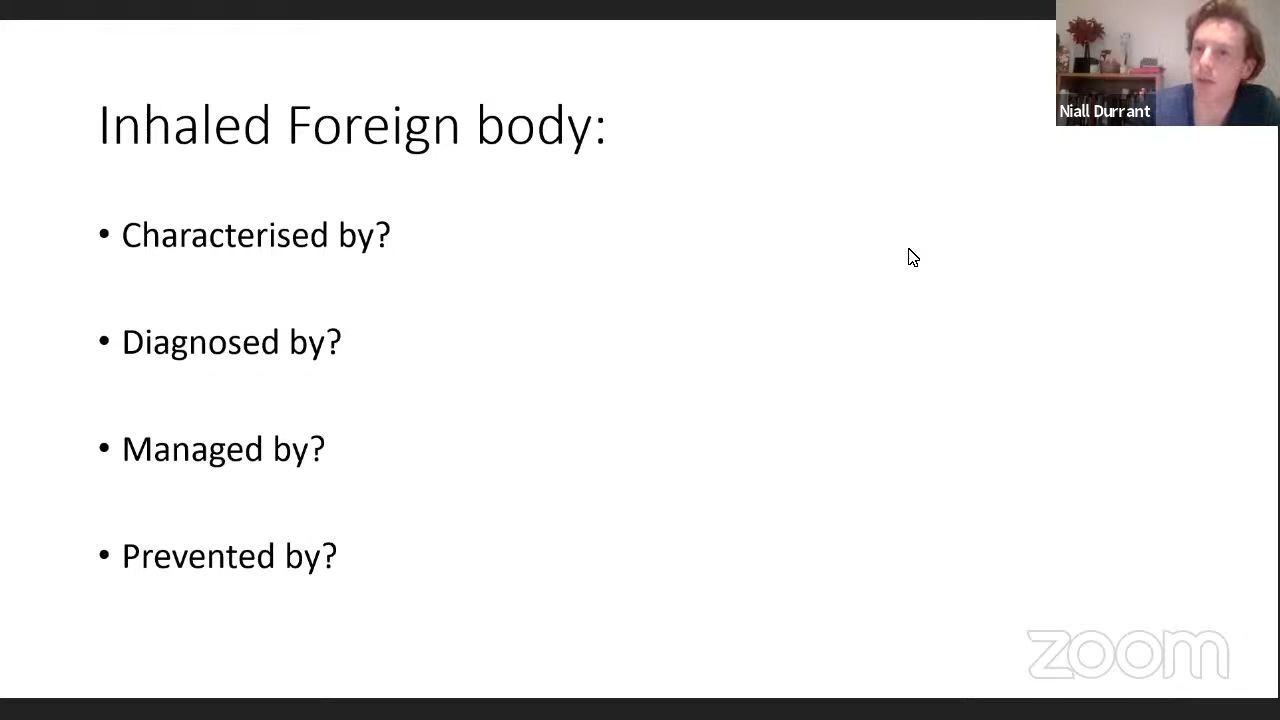 Niall Durrant
Inhaled Foreign body:
• Characterised by?
• Diagnosed by?
• Managed by?
• Prevented by?
zoom